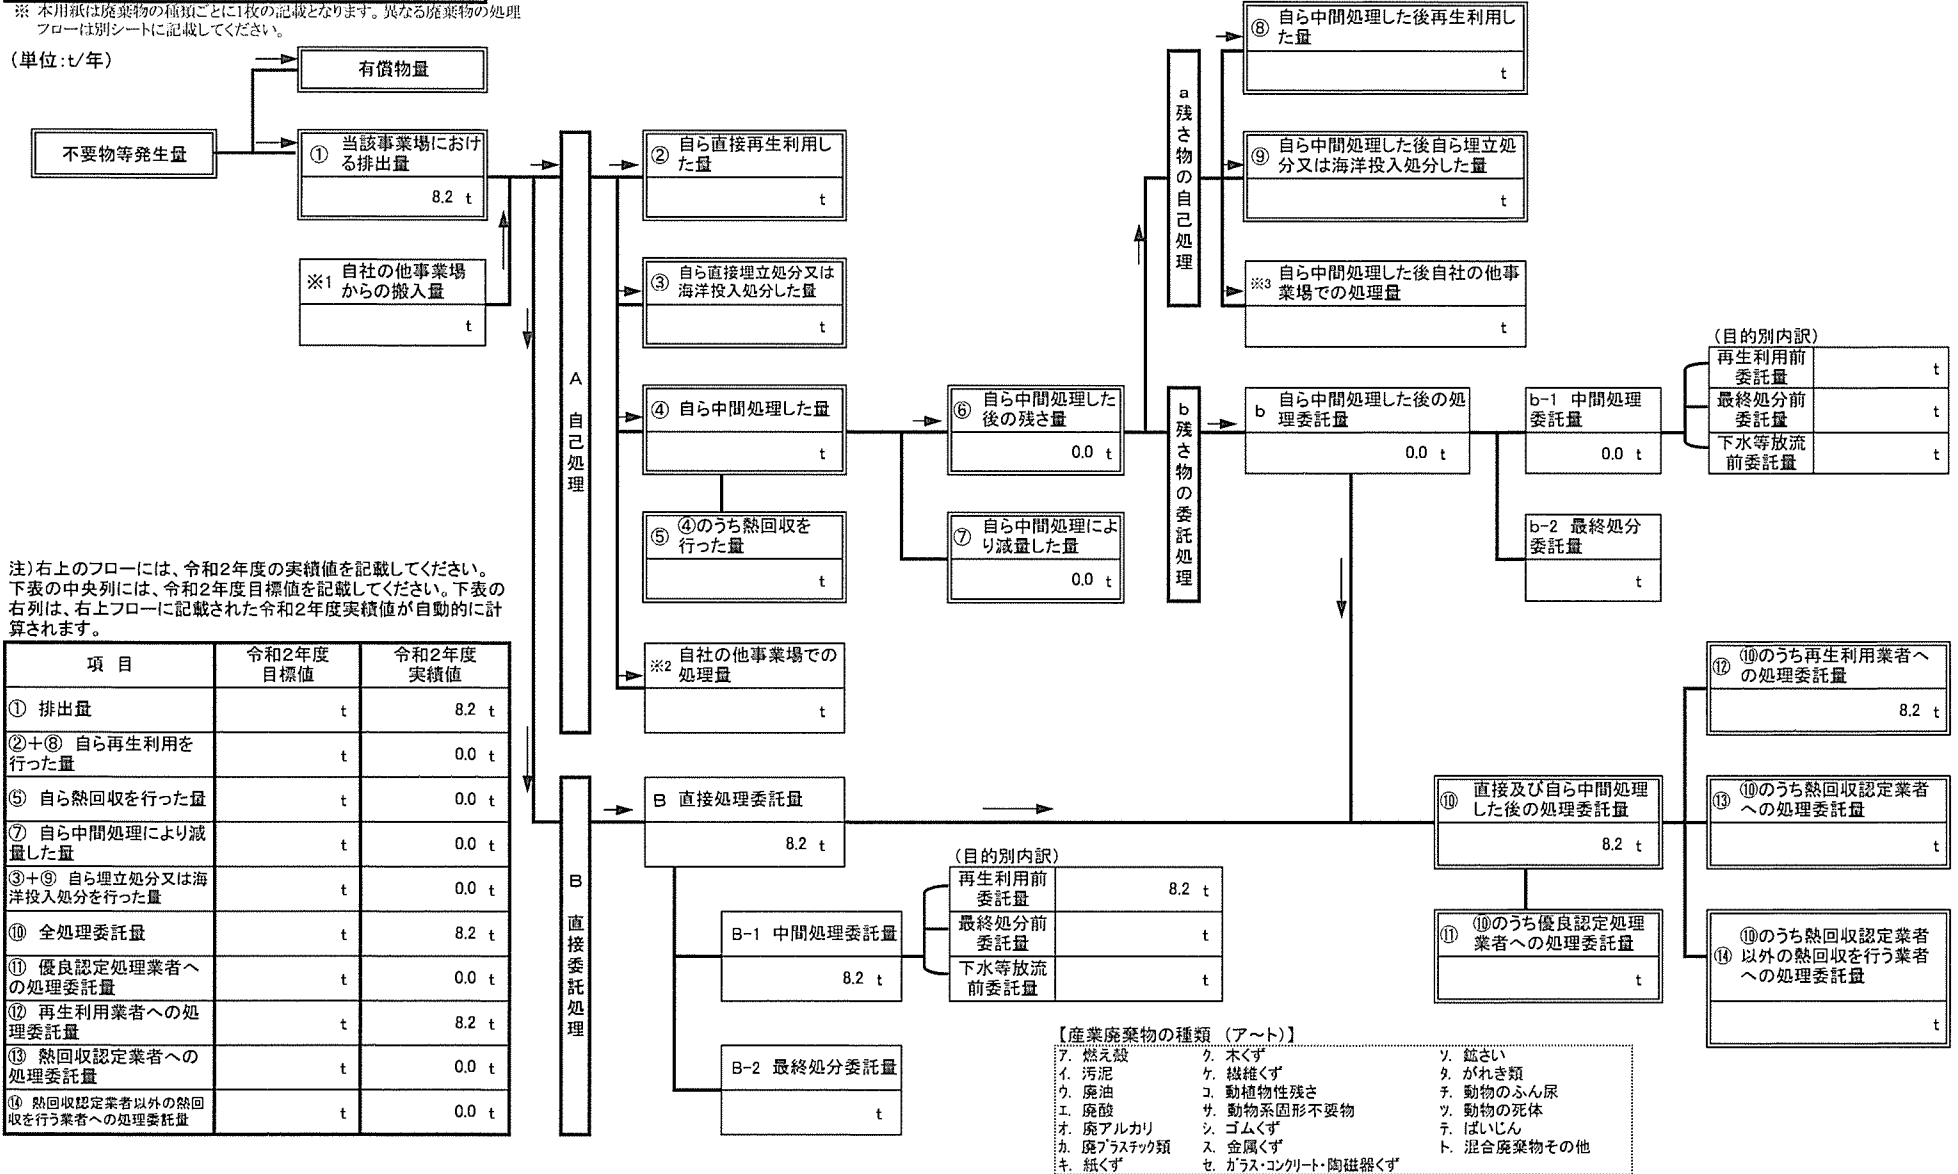 ※ 本用紙は廃棄物の種類ごとに1枚の記載となります。異なる廃棄物の処理
フローは別シートに記載してください。
(単位:t/年)
有償物量
不要物等発生量
① 当該事業場におけ
る排出量
8.2 t
※1 自社の他事業場
からの搬入量
t
A 自己処理
② 自ら直接再生利用し
た量
t
③ 自ら直接埋立処分又は
海洋投入処分した量
t
④ 自ら中間処理した量
t
⑤ ④のうち熱回収を
行った量
t
※2 自社の他事業場での
処理量
t
⑥ 自ら中間処理した
後の残さ量
0.0 t
⑦ 自ら中間処理によ
り減量した量
0.0 t
a 残さ物の自己処理
⑧ 自ら中間処理した後再生利用し
た量
t
⑨ 自ら中間処理した後自ら埋立処
分又は海洋投入処分した量
t
※3 自ら中間処理した後自社の他事
業場での処理量
t
b 残さ物の委託処理
b 自ら中間処理した後の処
理委託量
0.0 t
b-1 中間処理
委託量
0.0 t
(目的別内訳)
再生利用前
委託量 t
最終処分前
委託量 t
下水等放流
前委託量 t
b-2 最終処分
委託量
t
注)右上のフローには、令和2年度の実績値を記載してください。
下表の中央列には、令和2年度目標値を記載してください。下表の
右列は、右上フローに記載された令和2年度実績値が自動的に計
算されます。
項 目 令和2年度 目標値 令和2年度 実績値
① 排出量 t 8.2 t
②+⑧ 自ら再生利用を
行った量 t 0.0 t
⑤ 自ら熱回収を行った量 t 0.0 t
⑦ 自ら中間処理により減
量した量 t 0.0 t
③+⑨ 自ら埋立処分又は海
洋投入処分を行った量 t 0.0 t
⑩ 全処理委託量 t 8.2 t
⑪ 優良認定処理業者へ
の処理委託量 t 0.0 t
⑫ 再生利用業者への処
理委託量 t 8.2 t
⑬ 熱回収認定業者への
処理委託量 t 0.0 t
⑭ 熱回収認定業者以外の熱回
収を行う業者への処理委託量 t 0.0 t
B 直接委託処理
B 直接処理委託量
8.2 t
B-1 中間処理委託量
8.2 t
(目的別内訳)
再生利用前
委託量 8.2 t
最終処分前
委託量 t
下水等放流
前委託量 t
B-2 最終処分委託量
t
⑩ 直接及び自ら中間処理
した後の処理委託量
8.2 t
⑪ ⑩のうち優良認定処理
業者への処理委託量
t
⑫ ⑩のうち再生利用業者へ
の処理委託量
8.2 t
⑬ ⑩のうち熱回収認定業者
への処理委託量
t
⑭ ⑩のうち熱回収認定業者
以外の熱回収を行う業者
への処理委託量
t
【産業廃棄物の種類 (ア～ト)】
ア. 燃え殻 ク. 木くず ソ. 鉱さい
イ. 汚泥 ケ. 繊維くず タ. がれき類
ウ. 廃油 コ. 動植物性残さ チ. 動物のふん尿
エ. 廃酸 サ. 動物系固形不要物 ツ. 動物の死体
オ. 廃アルカリ シ. ゴムくず テ. ばいじん
カ. 廃プラスチック類 ス. 金属くず ト. 混合廃棄物その他
キ. 紙くず セ. ガラス・コンクリート・陶磁器くず